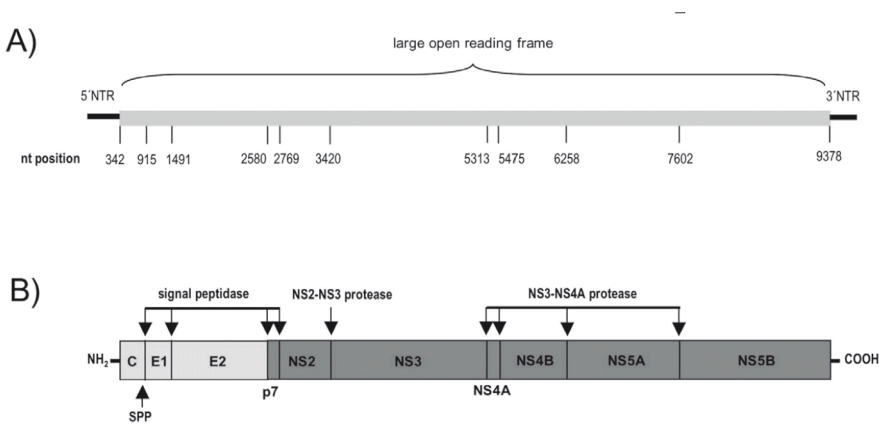 A)
large open reading frame
5´NTR
3´NTR
nt position 342 915 1491 2580 2769 3420 5313 5475 6258 7602 9378
B)
signal peptidase NS2-NS3 protease NS3-NS4A protease
NH2 C E1 E2 NS2 NS3 NS4B NS5A NS5B COOH
p7 NS4A
SPP